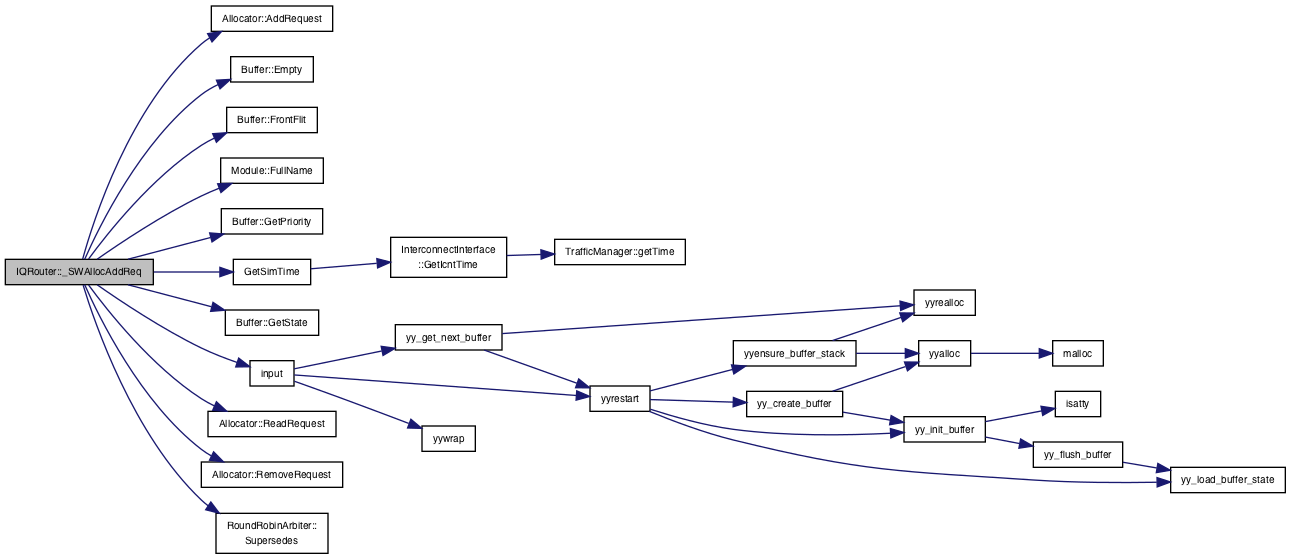 Allocator::AddRequest
Buffer::Empty
Buffer::FrontFlit
Module::FullName
Buffer::GetPriority
IQRouter::_SWAllocAddReq
GetSimTime
InterconnectInterface
::GetIcntTime
TrafficManager::getTime
Buffer::GetState
input
yy_get_next_buffer
yyrealloc
yyensure_buffer_stack
yyalloc
malloc
yyrestart
yy_create_buffer
isatty
yy_init_buffer
yy_flush_buffer
yy_load_buffer_state
yywrap
Allocator::ReadRequest
Allocator::RemoveRequest
RoundRobinArbiter::
Supersedes